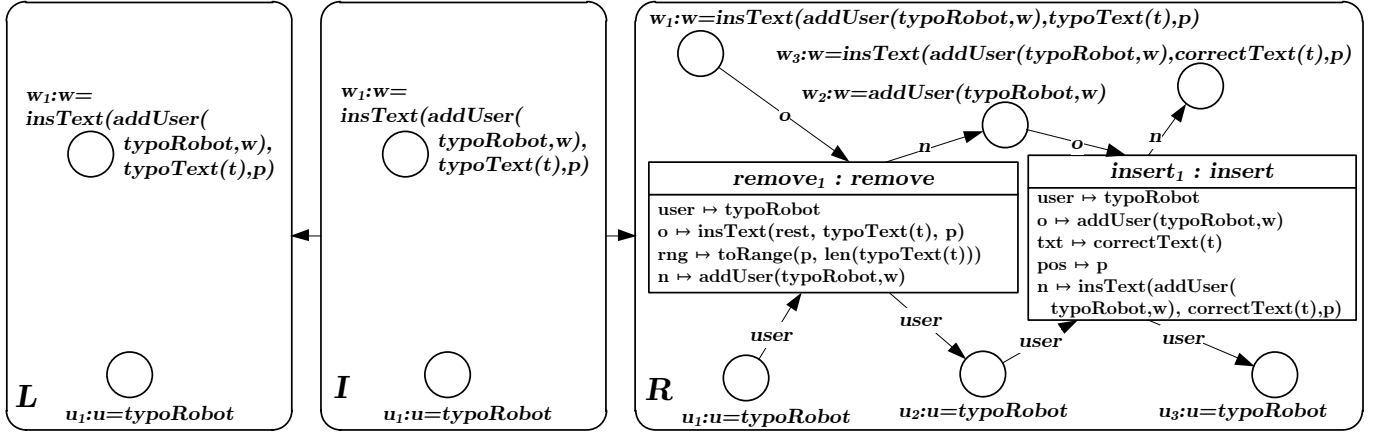 w₁:w=
insText(addUser(
typoRobot,w),
typoText(t),p)
u₁:u=typoRobot
L
w₁:w=
insText(addUser(
typoRobot,w),
typoText(t),p)
u₁:u=typoRobot
I
w₁:w=insText(addUser(typoRobot,w),typoText(t),p)
w₃:w=insText(addUser(typoRobot,w),correctText(t),p)
w₂:w=addUser(typoRobot,w)
o
n
o
n
remove₁ : remove
user ↦ typoRobot
o ↦ insText(rest, typoText(t), p)
rng ↦ toRange(p, len(typoText(t)))
n ↦ addUser(typoRobot,w)
insert₁ : insert
user ↦ typoRobot
o ↦ addUser(typoRobot,w)
txt ↦ correctText(t)
pos ↦ p
n ↦ insText(addUser(
typoRobot,w), correctText(t),p)
user
user
user
user
u₁:u=typoRobot
u₂:u=typoRobot
u₃:u=typoRobot
R